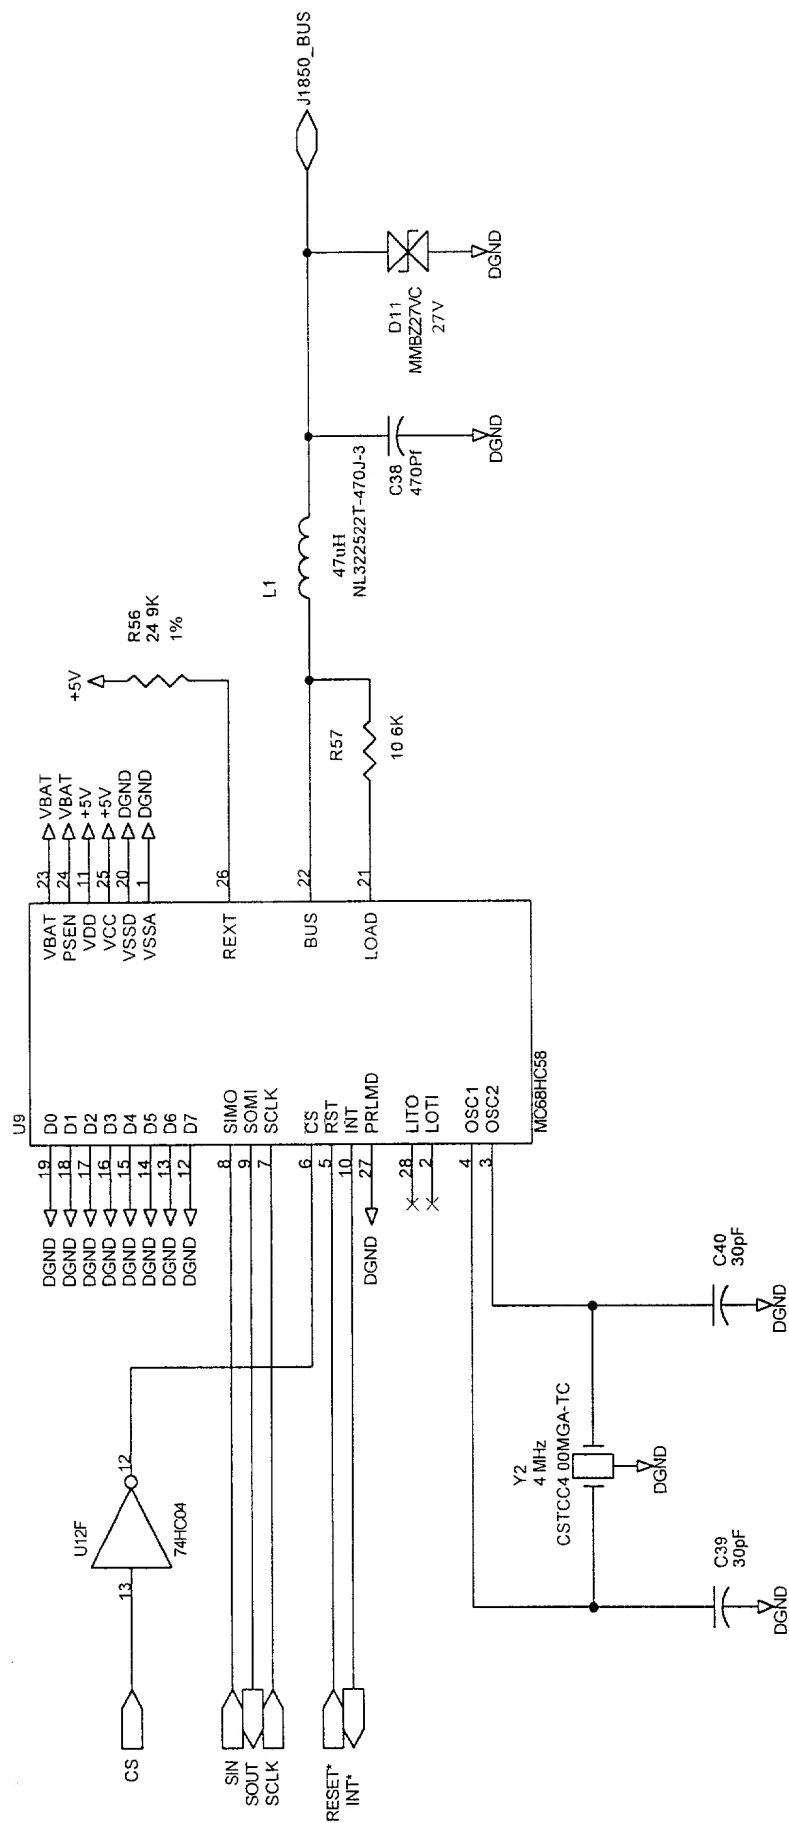 CS
13
U12F
74HC04
12
SIN
SOUT
SCLK
RESET*
INT*
DGND
DGND
DGND
DGND
DGND
DGND
DGND
DGND
19
18
17
16
15
14
13
12
8
9
7
6
5
10
27
DGND
28
2
4
3
U9
D0
D1
D2
D3
D4
D5
D6
D7
SIMO
SOMI
SCLK
CS
RST
INT
PRLMD
LITO
LOTI
OSC1
OSC2
MC68HC58
VBAT
PSEN
VDD
VCC
VSSD
VSSA
REXT
BUS
LOAD
23
24
11
25
20
1
26
22
21
VBAT
VBAT
+5V
+5V
DGND
DGND
+5V
R56
24 9K
1%
R57
10 6K
L1
47uH
NL322522T-470J-3
C38
470Pf
DGND
D11
MMBZ27VC
27V
DGND
J1850_BUS
Y2
4 MHz
CSTCC4 00MGA-TC
DGND
C39
30pF
DGND
C40
30pF
DGND